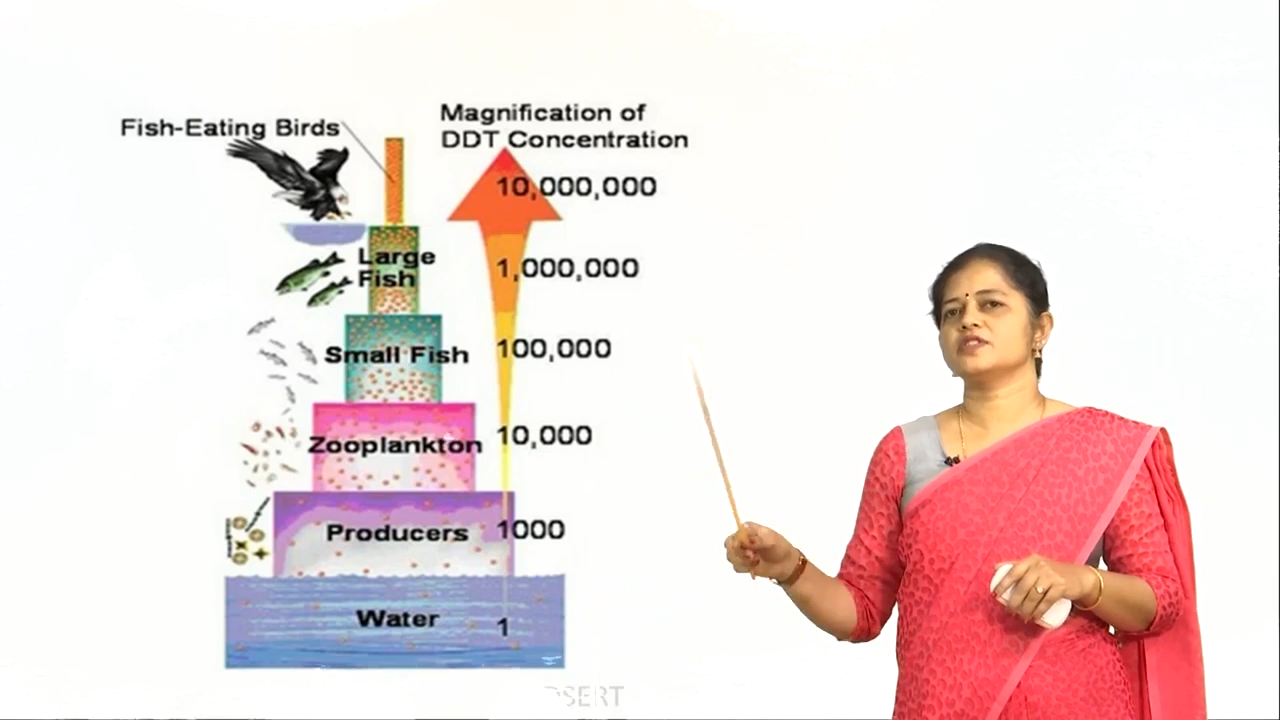 Fish-Eating Birds
Magnification of
DDT Concentration
10,000,000
Large
Fish
1,000,000
Small Fish
100,000
Zooplankton
10,000
Producers
1000
Water
1